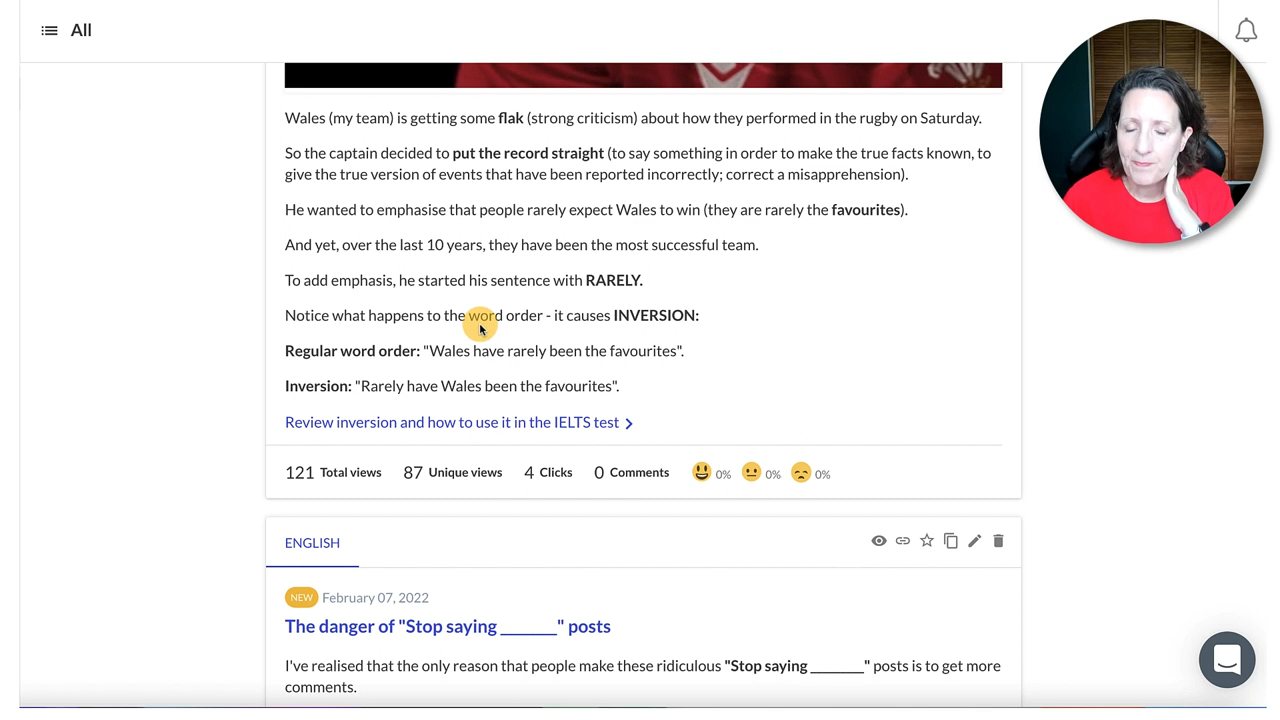 All
Wales (my team) is getting some flak (strong criticism) about how they performed in the rugby on Saturday.
So the captain decided to put the record straight (to say something in order to make the true facts known, to
give the true version of events that have been reported incorrectly; correct a misapprehension).
He wanted to emphasise that people rarely expect Wales to win (they are rarely the favourites).
And yet, over the last 10 years, they have been the most successful team.
To add emphasis, he started his sentence with RARELY.
Notice what happens to the word order - it causes INVERSION:
Regular word order: "Wales have rarely been the favourites".
Inversion: "Rarely have Wales been the favourites".
Review inversion and how to use it in the IELTS test
121 Total views 87 Unique views 4 Clicks 0 Comments 0% 0% 0%
ENGLISH
NEW February 07, 2022
The danger of "Stop saying _______" posts
I've realised that the only reason that people make these ridiculous "Stop saying ________" posts is to get more
comments.